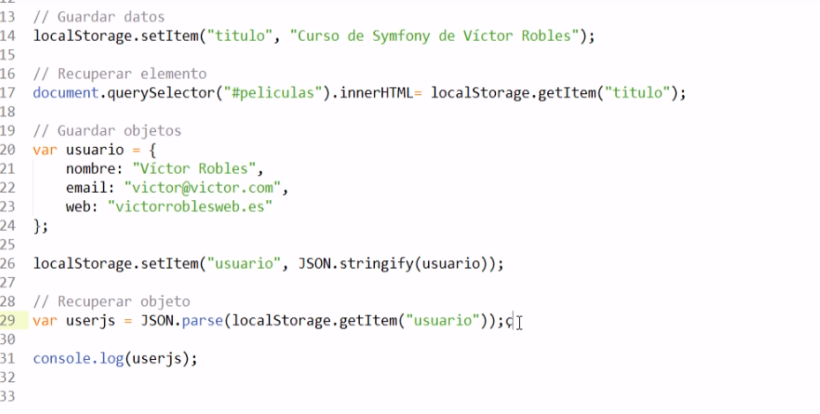 13 // Guardar datos
14 localStorage.setItem("titulo", "Curso de Symfony de Víctor Robles");
15
16 // Recuperar elemento
17 document.querySelector("#peliculas").innerHTML= localStorage.getItem("titulo");
18
19 // Guardar objetos
20 var usuario = {
21 nombre: "Víctor Robles",
22 email: "victor@victor.com",
23 web: "victorroblesweb.es"
24 };
25
26 localStorage.setItem("usuario", JSON.stringify(usuario));
27
28 // Recuperar objeto
29 var userjs = JSON.parse(localStorage.getItem("usuario"));ç
30
31 console.log(userjs);
32
33